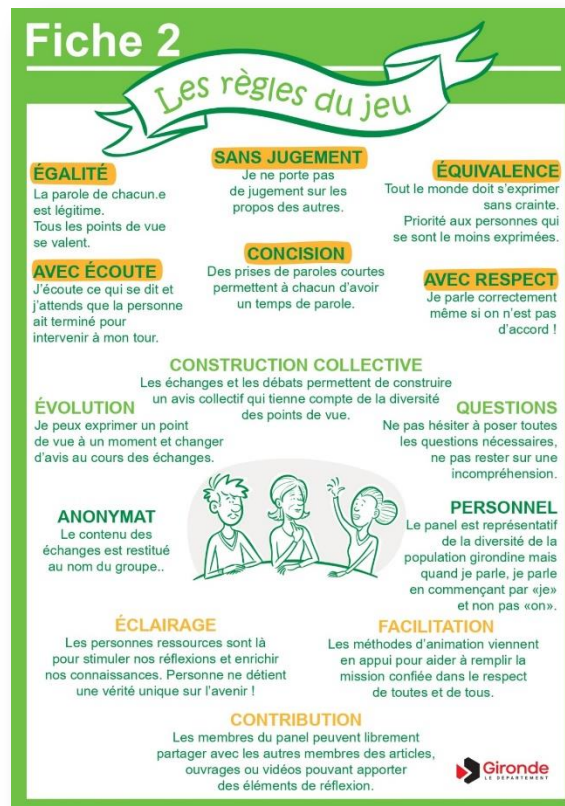 Fiche 2
Les règles du jeu
ÉGALITÉ
La parole de chacun.e
est légitime.
Tous les points de vue
se valent.
SANS JUGEMENT
Je ne porte pas
de jugement sur les
propos des autres.
ÉQUIVALENCE
Tout le monde doit s'exprimer
sans crainte.
Priorité aux personnes qui
se sont le moins exprimées.
AVEC ÉCOUTE
J'écoute ce qui se dit et
j'attends que la personne
ait terminé pour
intervenir à mon tour.
CONCISION
Des prises de paroles courtes
permettent à chacun d'avoir
un temps de parole.
AVEC RESPECT
Je parle correctement
même si on n'est pas
d'accord !
CONSTRUCTION COLLECTIVE
Les échanges et les débats permettent de construire
un avis collectif qui tienne compte de la diversité
des points de vue.
ÉVOLUTION
Je peux exprimer un point
de vue à un moment et changer
d'avis au cours des échanges.
QUESTIONS
Ne pas hésiter à poser toutes
les questions nécessaires,
ne pas rester sur une
incompréhension.
ANONYMAT
Le contenu des
échanges est restitué
au nom du groupe..
PERSONNEL
Le panel est représentatif
de la diversité de la
population girondine mais
quand je parle, je parle
en commençant par «je»
et non pas «on».
ÉCLAIRAGE
Les personnes ressources sont là
pour stimuler nos réflexions et enrichir
nos connaissances. Personne ne détient
une vérité unique sur l'avenir !
FACILITATION
Les méthodes d'animation viennent
en appui pour aider à remplir la
mission confiée dans le respect
de toutes et de tous.
CONTRIBUTION
Les membres du panel peuvent librement
partager avec les autres membres des articles,
ouvrages ou vidéos pouvant apporter
des éléments de réflexion.
Gironde
LE DÉPARTEMENT